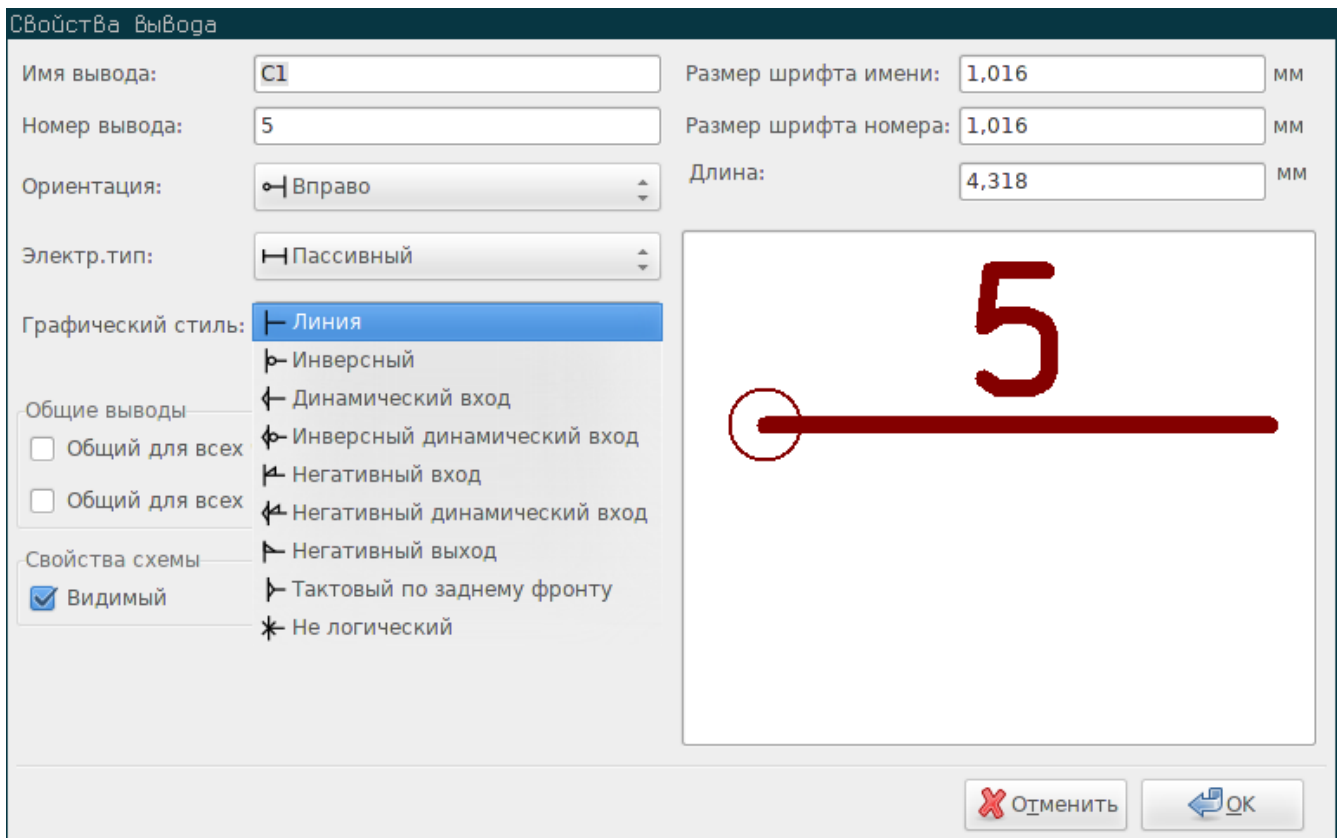 Свойства вывода
Имя вывода: C1
Размер шрифта имени: 1,016 мм
Номер вывода: 5
Размер шрифта номера: 1,016 мм
Ориентация: Вправо
Длина: 4,318 мм
Электр.тип: Пассивный
Графический стиль: Линия
Инверсный
Динамический вход
Инверсный динамический вход
Негативный вход
Негативный динамический вход
Негативный выход
Тактовый по заднему фронту
Не логический
Общие выводы
Общий для всех
Общий для всех
Свойства схемы
Видимый
5
Отменить
OK